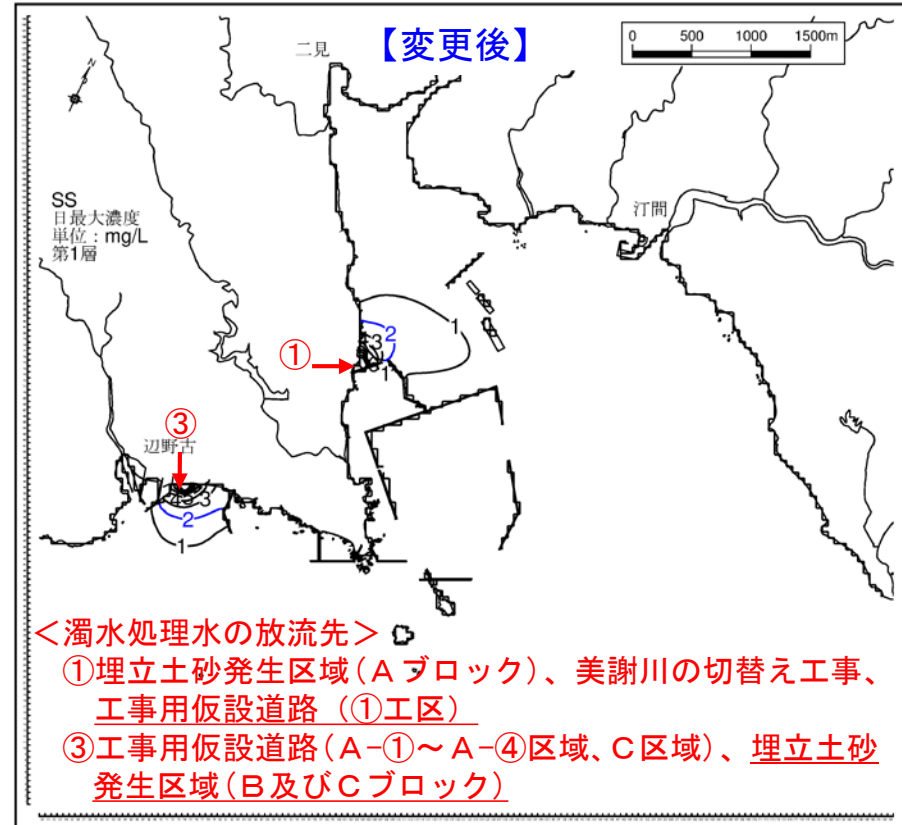 【変更後】
二見
0 500 1000 1500m
N
SS
日最大濃度
単位：mg/L
第1層
汀間
1
2
3
①
1
③
辺野古
3
2
1
＜濁水処理水の放流先＞
①埋立土砂発生区域（Aブロック）、美謝川の切替え工事、
工事用仮設道路（①工区）
③工事用仮設道路（A-①～A-④区域、C区域）、埋立土砂
発生区域（B及びCブロック）